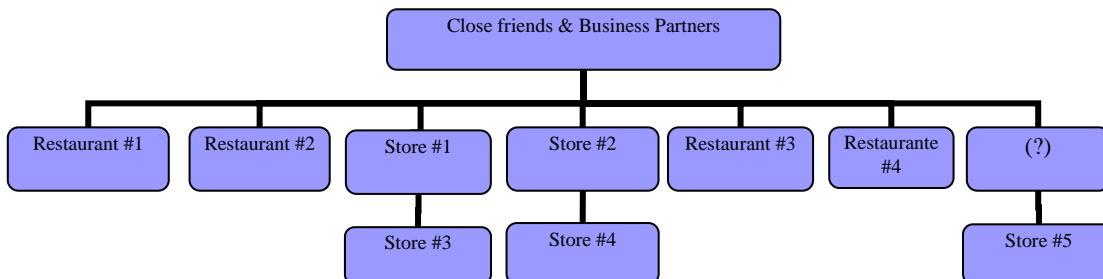 Close friends & Business Partners
Restaurant #1
Restaurant #2
Store #1
Store #2
Restaurant #3
Restaurante
#4
(?)
Store #3
Store #4
Store #5